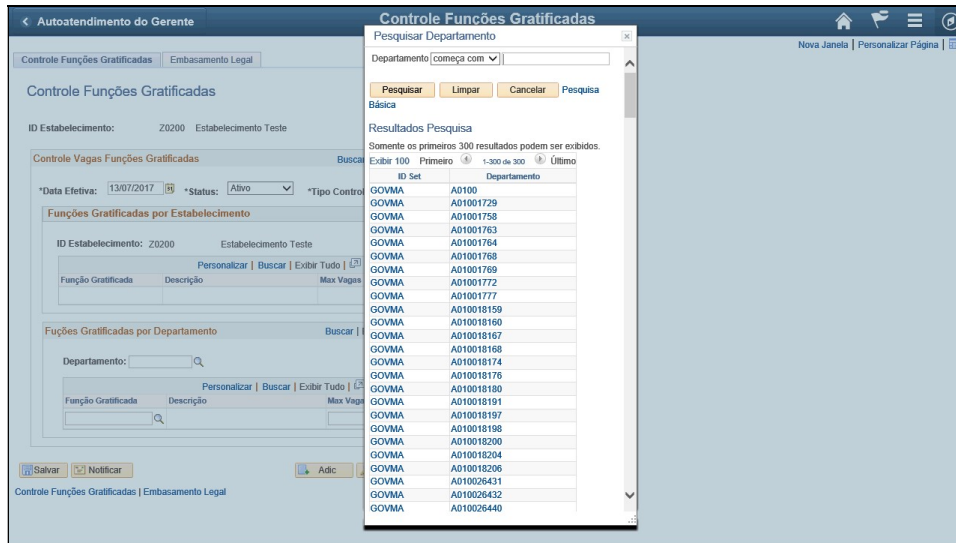 Autoatendimento do Gerente
Controle Funções Gratificadas
Nova Janela | Personalizar Página |
Controle Funções Gratificadas
Embasamento Legal
Controle Funções Gratificadas
ID Estabelecimento: Z0200 Estabelecimento Teste
Controle Vagas Funções Gratificadas Buscar
*Data Efetiva: 13/07/2017 *Status: Ativo *Tipo Control
Funções Gratificadas por Estabelecimento
ID Estabelecimento: Z0200 Estabelecimento Teste
Personalizar | Buscar | Exibir Tudo |
Função Gratificada Descrição Max Vagas
Fuções Gratificadas por Departamento Buscar |
Departamento:
Personalizar | Buscar | Exibir Tudo |
Função Gratificada Descrição Max Vaga
Salvar Notificar Adic
Controle Funções Gratificadas | Embasamento Legal
Pesquisar Departamento
Departamento começa com
Pesquisar Limpar Cancelar Pesquisa
Básica
Resultados Pesquisa
Somente os primeiros 300 resultados podem ser exibidos.
Exibir 100 Primeiro 1-300 de 300 Último
ID Set Departamento
GOVMA A0100
GOVMA A01001729
GOVMA A01001758
GOVMA A01001763
GOVMA A01001764
GOVMA A01001768
GOVMA A01001769
GOVMA A01001772
GOVMA A01001777
GOVMA A010018159
GOVMA A010018160
GOVMA A010018167
GOVMA A010018168
GOVMA A010018174
GOVMA A010018176
GOVMA A010018180
GOVMA A010018191
GOVMA A010018197
GOVMA A010018198
GOVMA A010018200
GOVMA A010018204
GOVMA A010018206
GOVMA A010026431
GOVMA A010026432
GOVMA A010026440